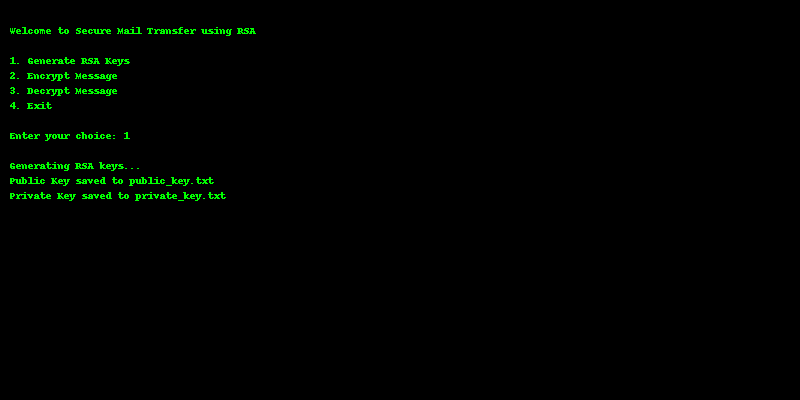 Welcome to Secure Mail Transfer using RSA
1. Generate RSA Keys
2. Encrypt Message
3. Decrypt Message
4. Exit
Enter your choice: 1
Generating RSA keys...
Public Key saved to public_key.txt
Private Key saved to private_key.txt